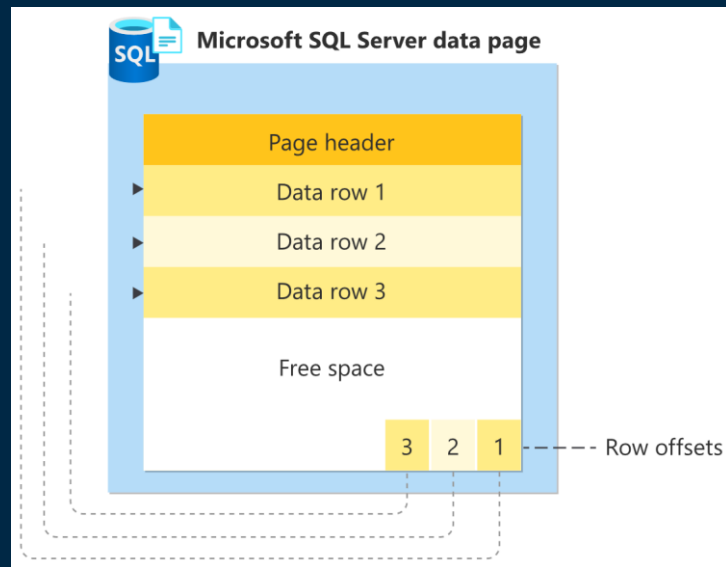 SQL
Microsoft SQL Server data page
Page header
Data row 1
Data row 2
Data row 3
Free space
3 2 1
Row offsets